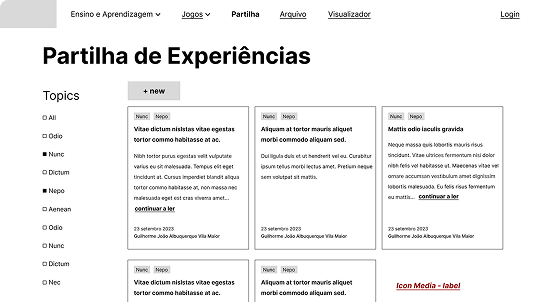 Ensino e Aprendizagem
Jogos
Partilha
Arquivo
Visualizador
Login
Partilha de Experiências
Topics
All
Odio
Nunc
Dictum
Nepo
Aenean
Odio
Nunc
Dictum
Nec
+ new
Nunc Nepo
Vitae dictum nisistas vitae egestas
tortor commo habitasse at ac.
Nibh tortor purus egestas velit vulputate
varius eu sit malesuada. Tempus elit eget
tincidunt at. Cursus imperdiet blandit aliqua
tortor commo habitasse at, non massa nec
malesuada eget est cras viverra amet...
continuar a ler
23 setembro 2023
Guilherme João Albuquerque Vila Maior
Nunc Nepo
Aliquam at tortor mauris aliquet
morbi commodo aliquam sed.
Dui ligula duis et ut hendrerit vel eu. Curabitur
ipsum tellus morbi lectus aliquam. Pretium neque
sem volutpat sit mattis.
23 setembro 2023
Guilherme João Albuquerque Vila Maior
Nunc Nepo
Mattis odio iaculis gravida
Neque massa quis lobortis mauris risus
tincidunt. Vitae ultrices fermentum nisi dolor
nibh felis vel habitasse ut. Maecenas vitae vel
ornare accumsan vestibulum amet dignissim
lobortis malesuada. Eu felis risus fermentum
eu mattis... continuar a ler
23 setembro 2023
Guilherme João Albuquerque Vila Maior
Nunc Nepo
Vitae dictum nisistas vitae egestas
tortor commo habitasse at ac.
Nunc Nepo
Aliquam at tortor mauris aliquet
morbi commodo aliquam sed.
Icon Media - label